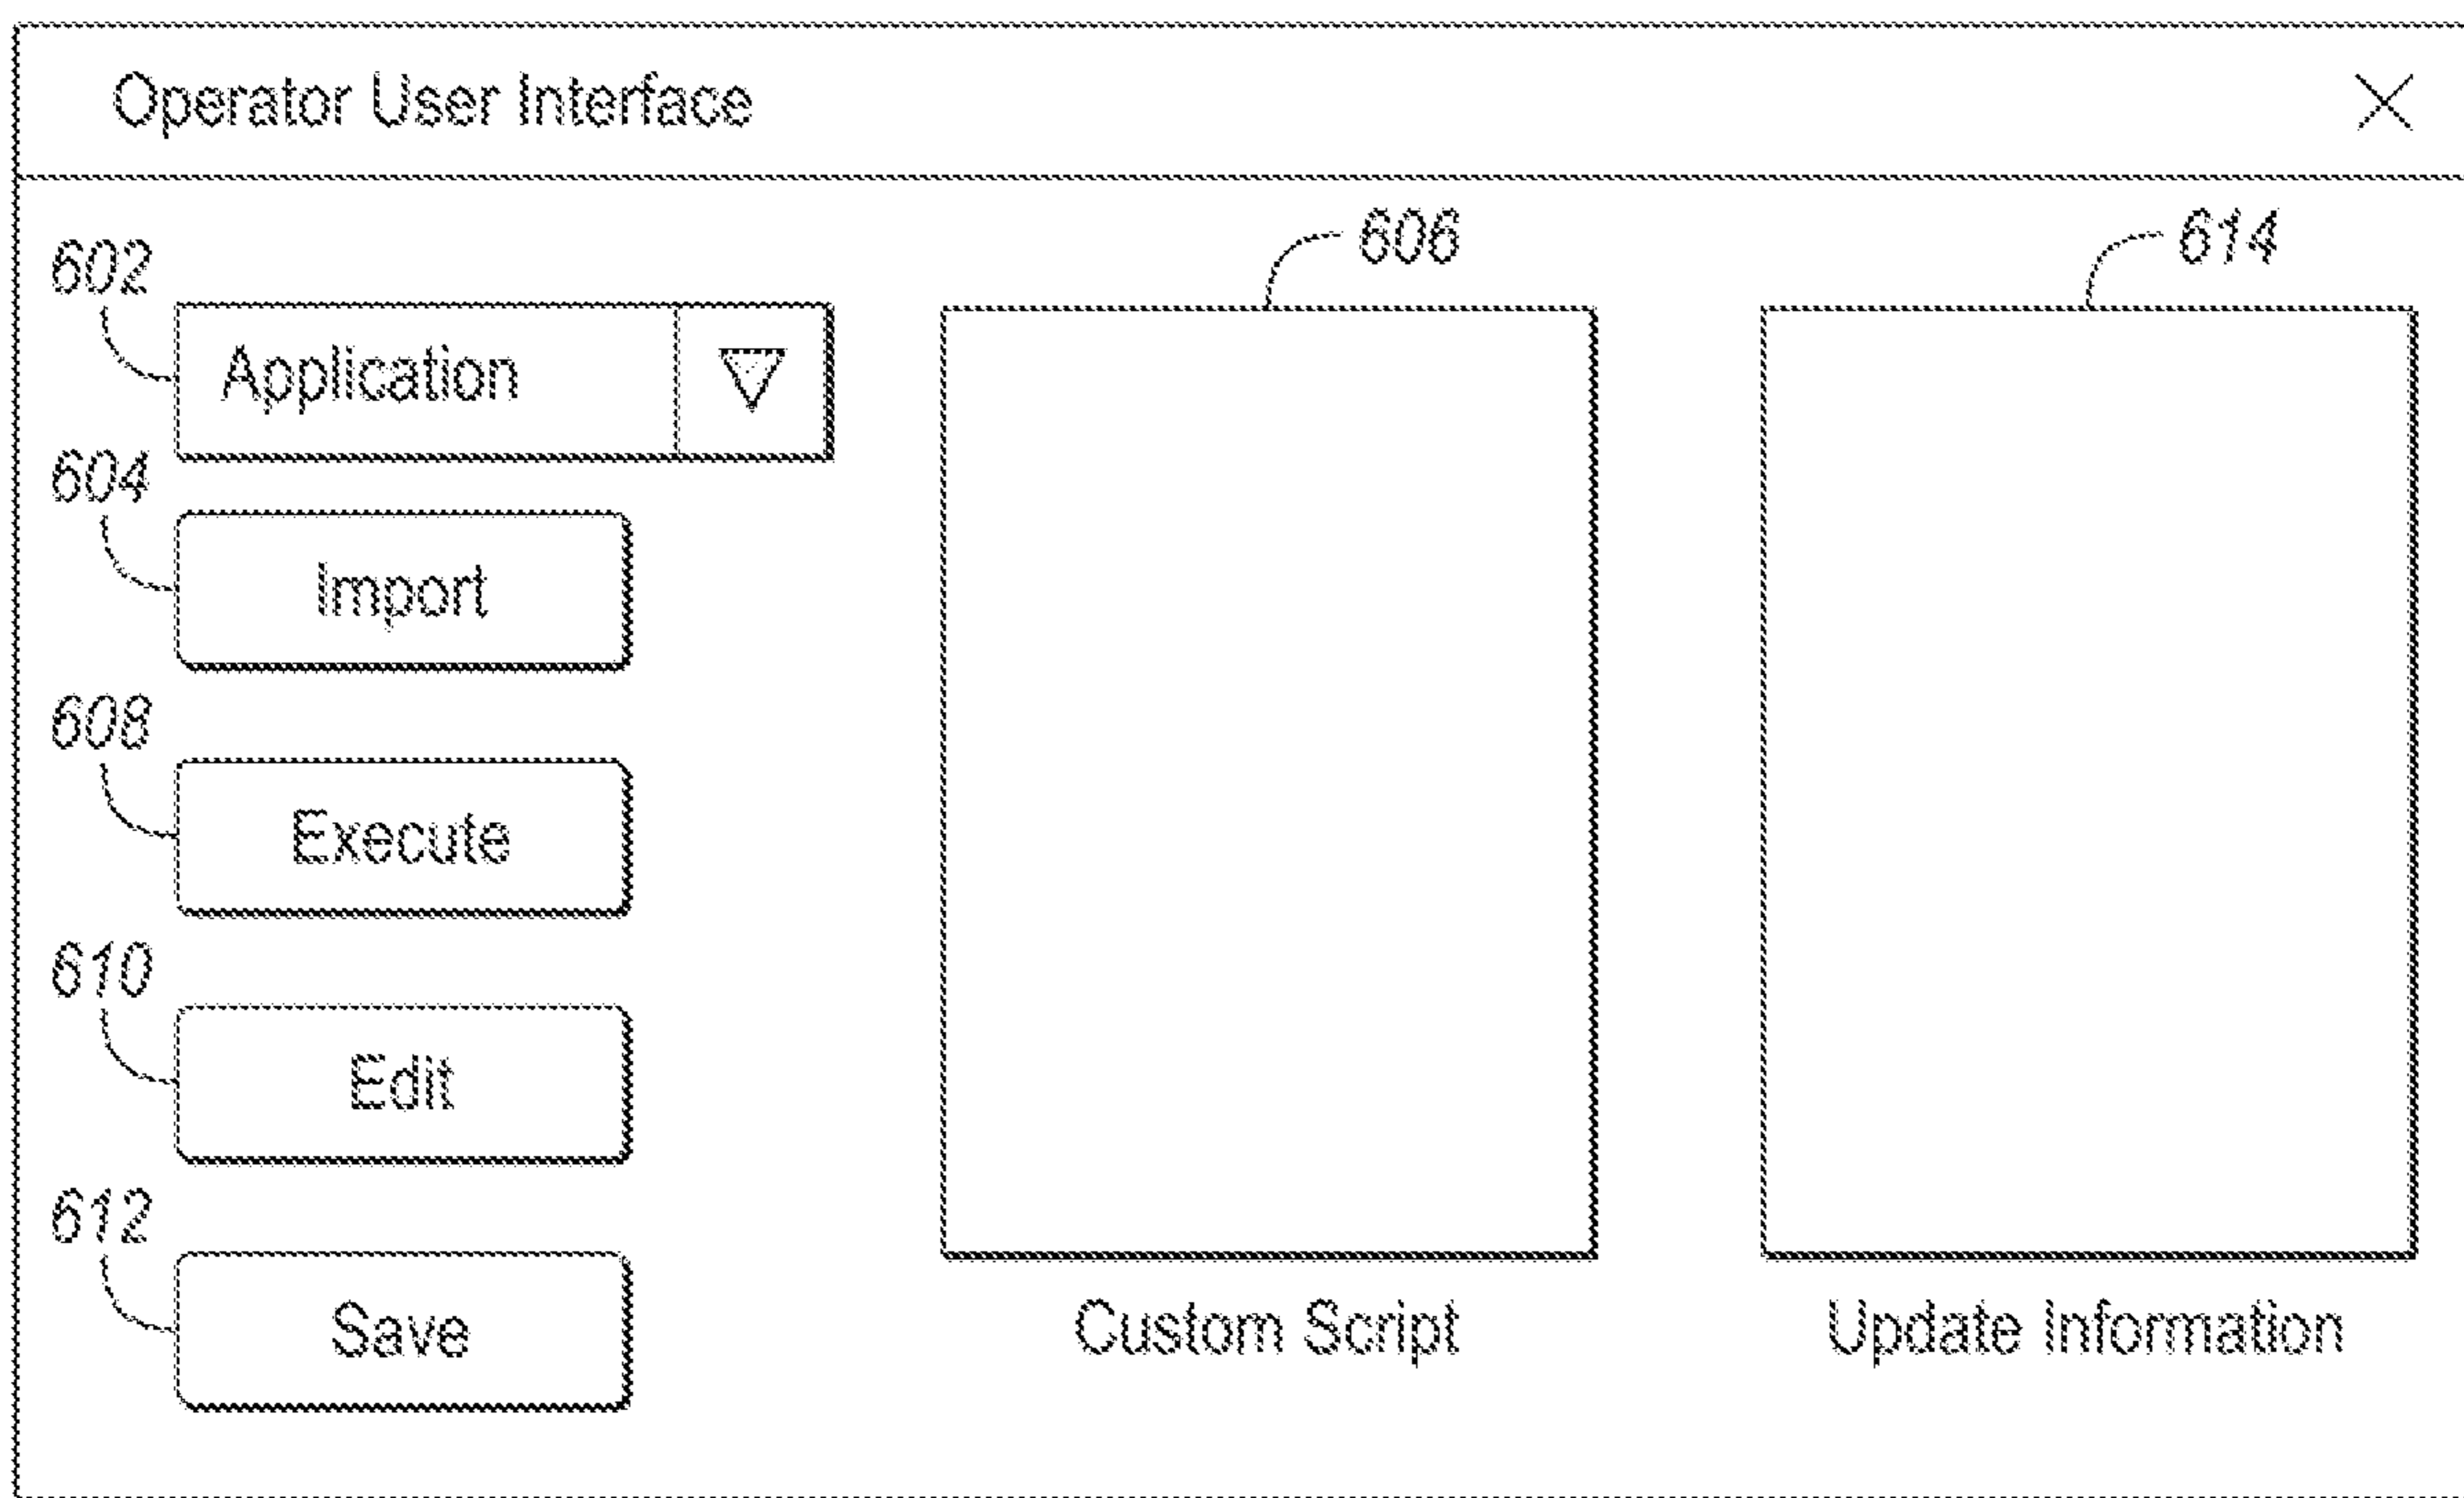 Operator User Interface
606
614
602
Application
604
Import
608
Execute
610
Edit
612
Save
Custom Script
Update Information